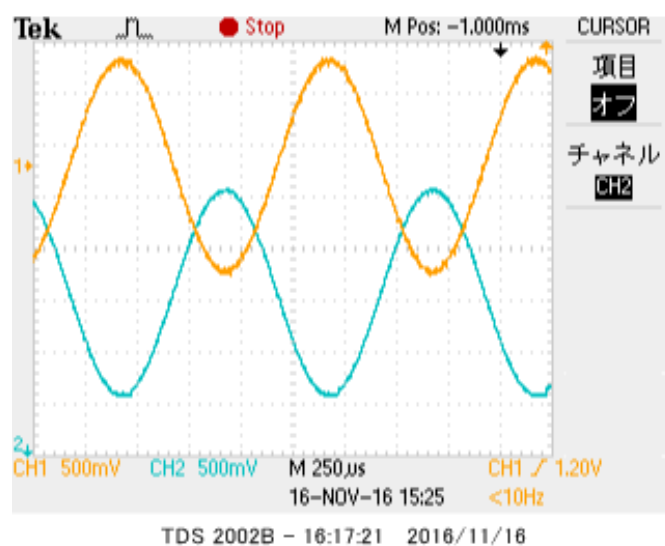 Tek Stop M Pos: -1.000ms CURSOR
項目
オフ
チャネル
CH2
1
2
CH1 500mV CH2 500mV M 250µs CH1 1.20V
16-NOV-16 15:25 <10Hz
TDS 2002B - 16:17:21 2016/11/16